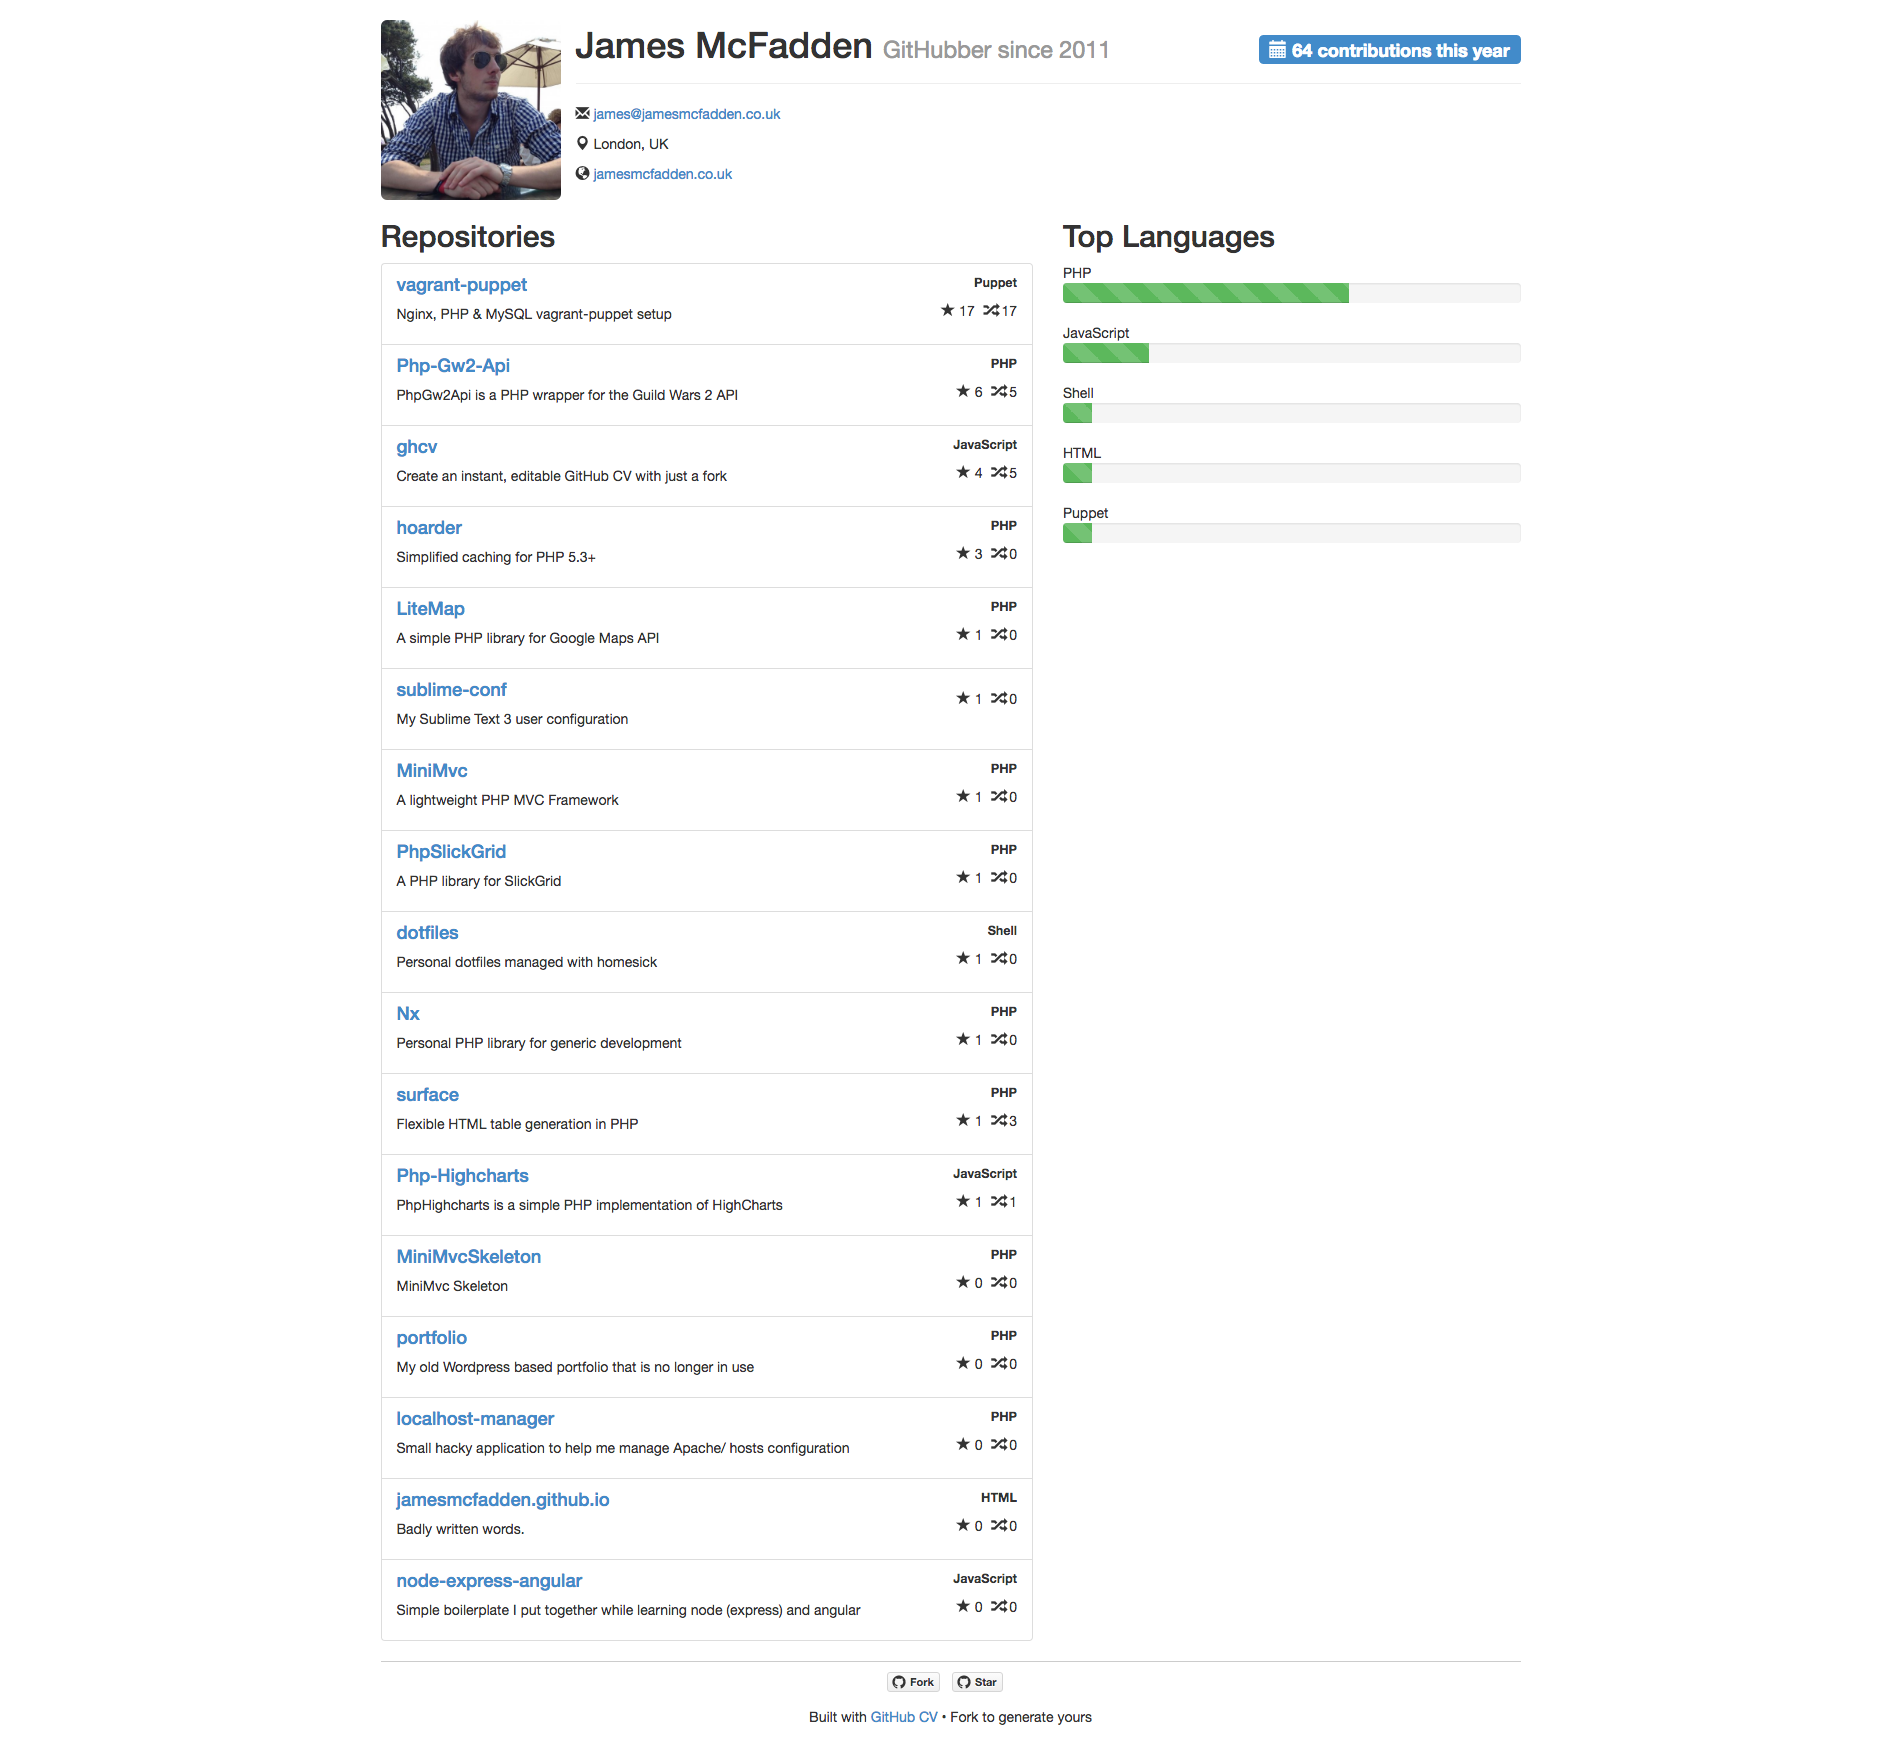 James McFadden GitHubber since 2011
64 contributions this year
james@jamesmcfadden.co.uk
London, UK
jamesmcfadden.co.uk
Repositories
vagrant-puppet
Puppet
Nginx, PHP & MySQL vagrant-puppet setup
17 17
Php-Gw2-Api
PHP
PhpGw2Api is a PHP wrapper for the Guild Wars 2 API
6 5
ghcv
JavaScript
Create an instant, editable GitHub CV with just a fork
4 5
hoarder
PHP
Simplified caching for PHP 5.3+
3 0
LiteMap
PHP
A simple PHP library for Google Maps API
1 0
sublime-conf
1 0
My Sublime Text 3 user configuration
MiniMvc
PHP
A lightweight PHP MVC Framework
1 0
PhpSlickGrid
PHP
A PHP library for SlickGrid
1 0
dotfiles
Shell
Personal dotfiles managed with homesick
1 0
Nx
PHP
Personal PHP library for generic development
1 0
surface
PHP
Flexible HTML table generation in PHP
1 3
Php-Highcharts
JavaScript
PhpHighcharts is a simple PHP implementation of HighCharts
1 1
MiniMvcSkeleton
PHP
MiniMvc Skeleton
0 0
portfolio
PHP
My old Wordpress based portfolio that is no longer in use
0 0
localhost-manager
PHP
Small hacky application to help me manage Apache/ hosts configuration
0 0
jamesmcfadden.github.io
HTML
Badly written words.
0 0
node-express-angular
JavaScript
Simple boilerplate I put together while learning node (express) and angular
0 0
Top Languages
PHP
JavaScript
Shell
HTML
Puppet
Fork Star
Built with GitHub CV • Fork to generate yours